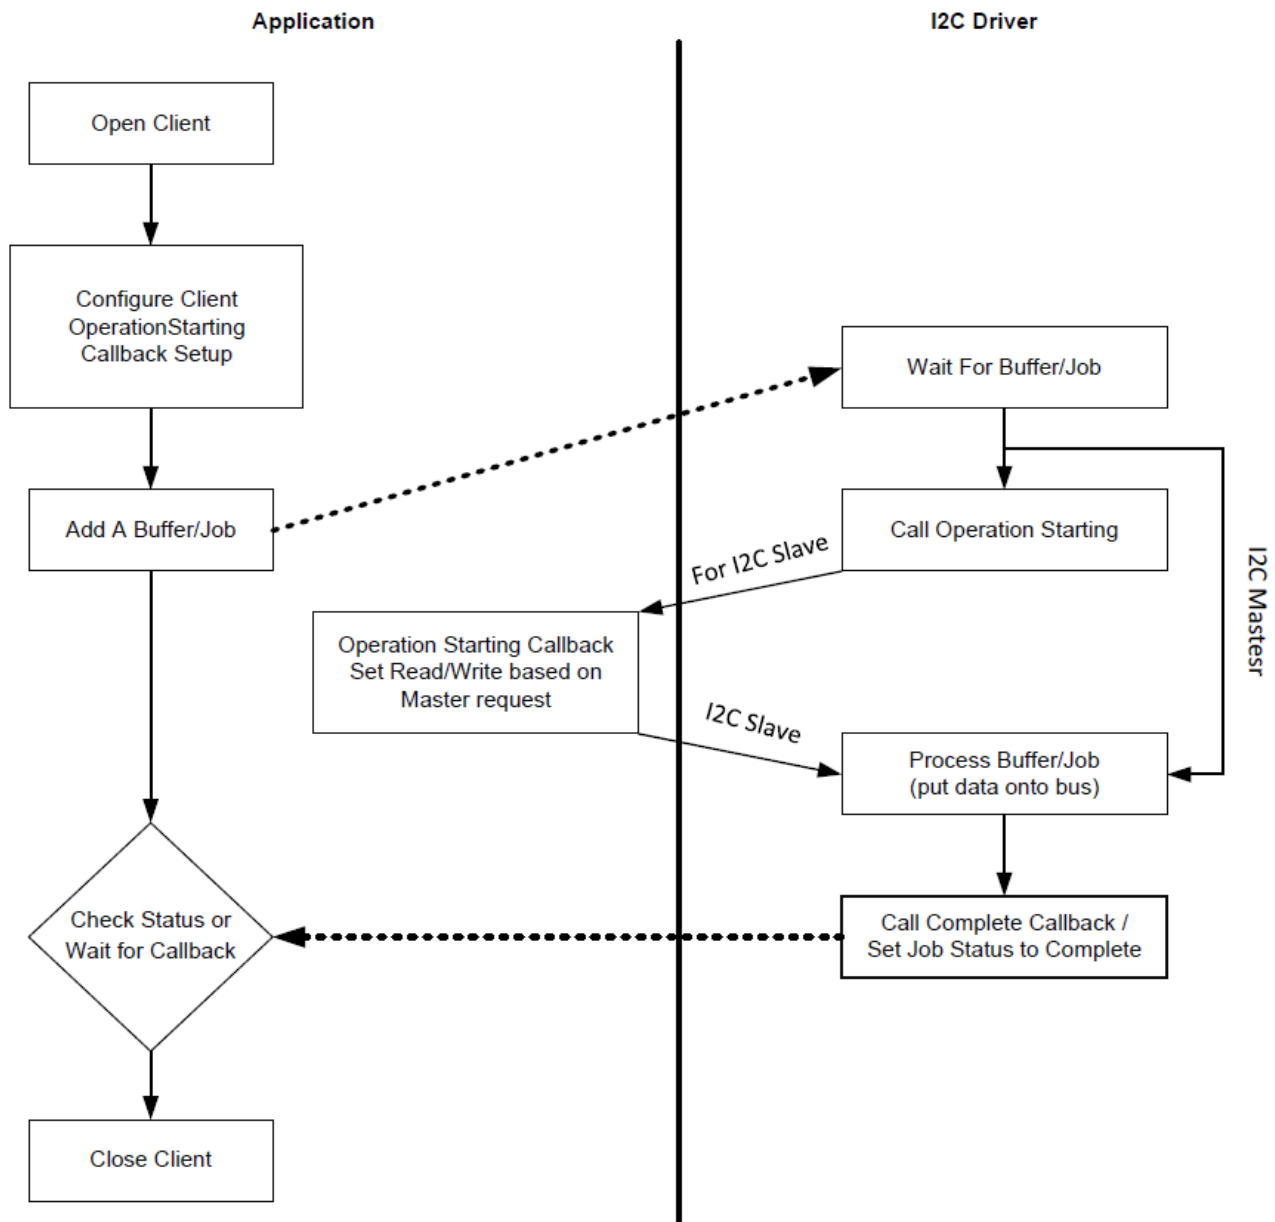 Application
I2C Driver
Open Client
Configure Client
OperationStarting
Callback Setup
Wait For Buffer/Job
Add A Buffer/Job
Call Operation Starting
For I2C Slave
I2C Mastesr
Operation Starting Callback
Set Read/Write based on
Master request
I2C Slave
Process Buffer/Job
(put data onto bus)
Check Status or
Wait for Callback
Call Complete Callback /
Set Job Status to Complete
Close Client